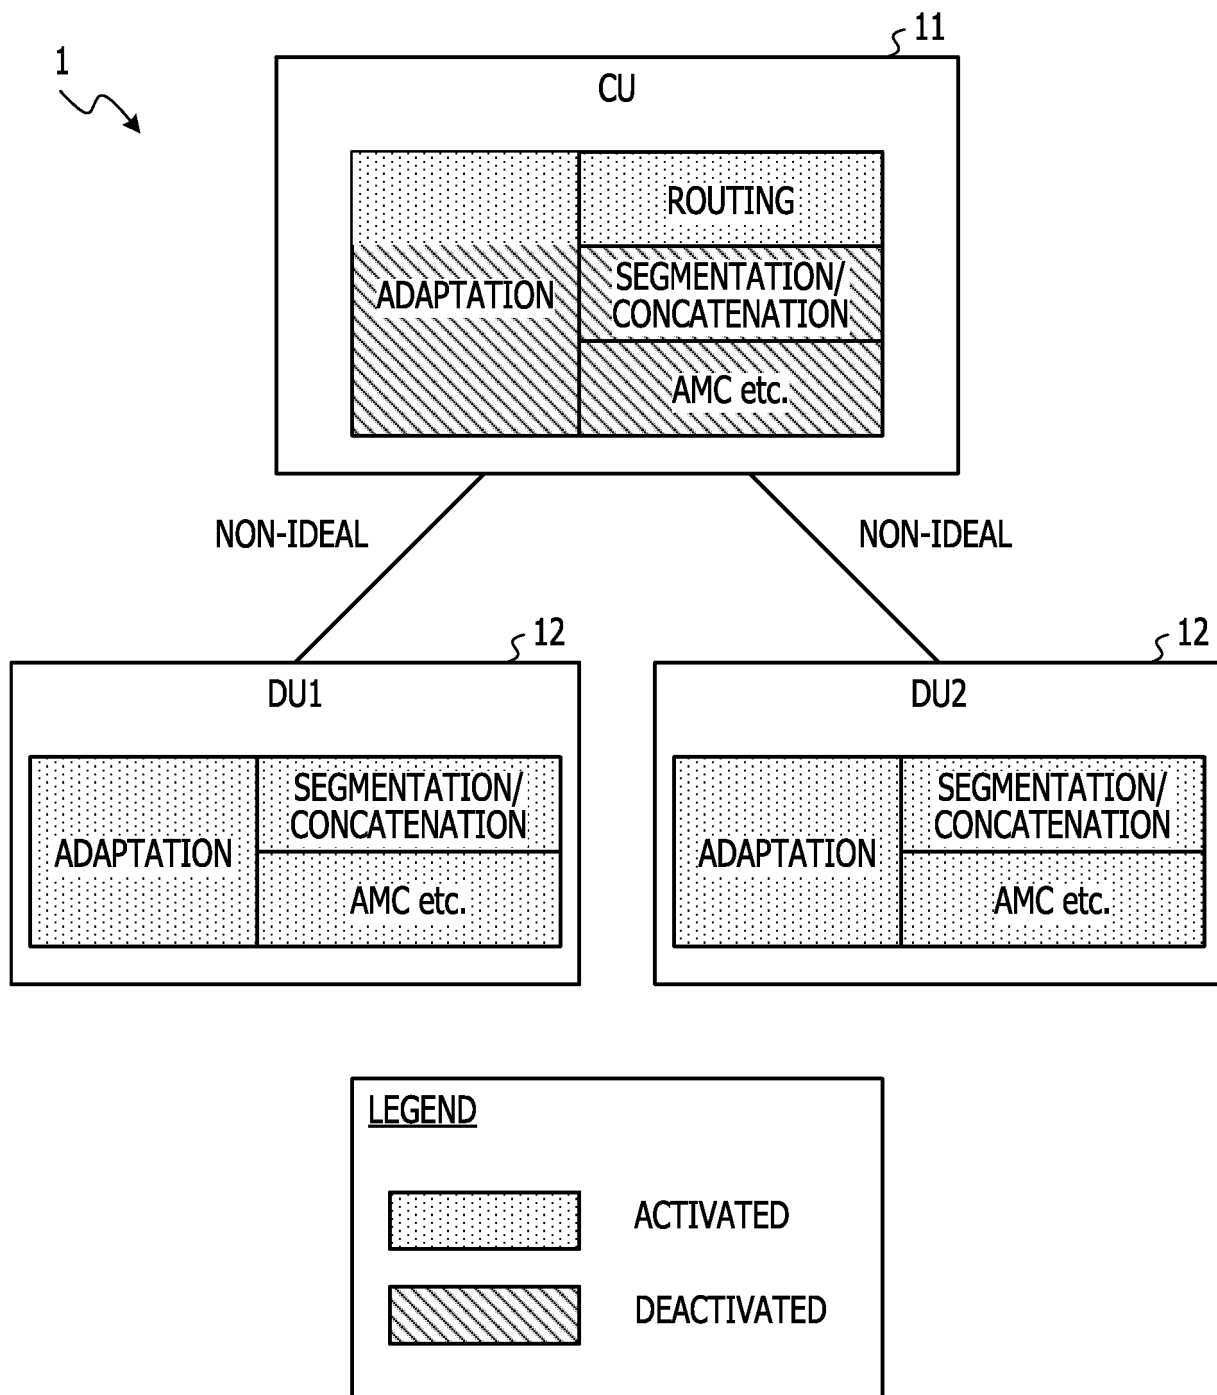 1
11
CU
ROUTING
ADAPTATION
SEGMENTATION/
CONCATENATION
AMC etc.
NON-IDEAL
NON-IDEAL
12
12
DU1
DU2
ADAPTATION
SEGMENTATION/
CONCATENATION
AMC etc.
ADAPTATION
SEGMENTATION/
CONCATENATION
AMC etc.
LEGEND
ACTIVATED
DEACTIVATED